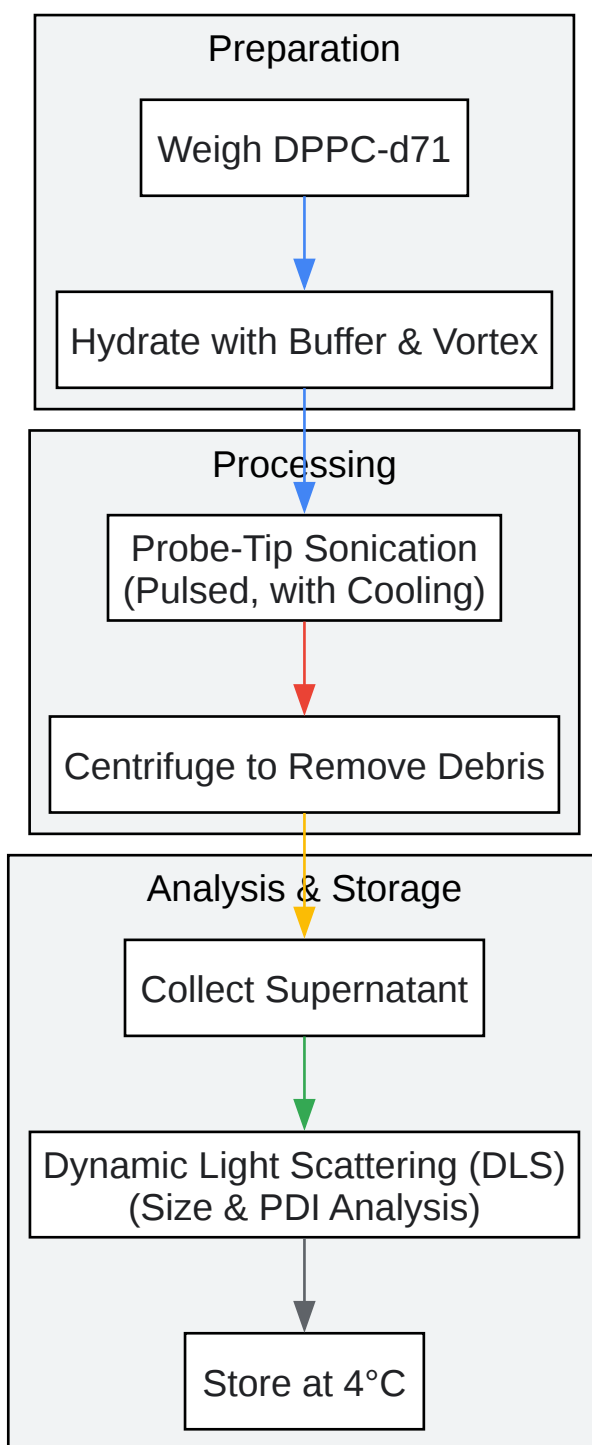 Preparation
Weigh DPPC-d71
Hydrate with Buffer & Vortex
Processing
Probe-Tip Sonication
(Pulsed, with Cooling)
Centrifuge to Remove Debris
Analysis & Storage
Collect Supernatant
Dynamic Light Scattering (DLS)
(Size & PDI Analysis)
Store at 4°C